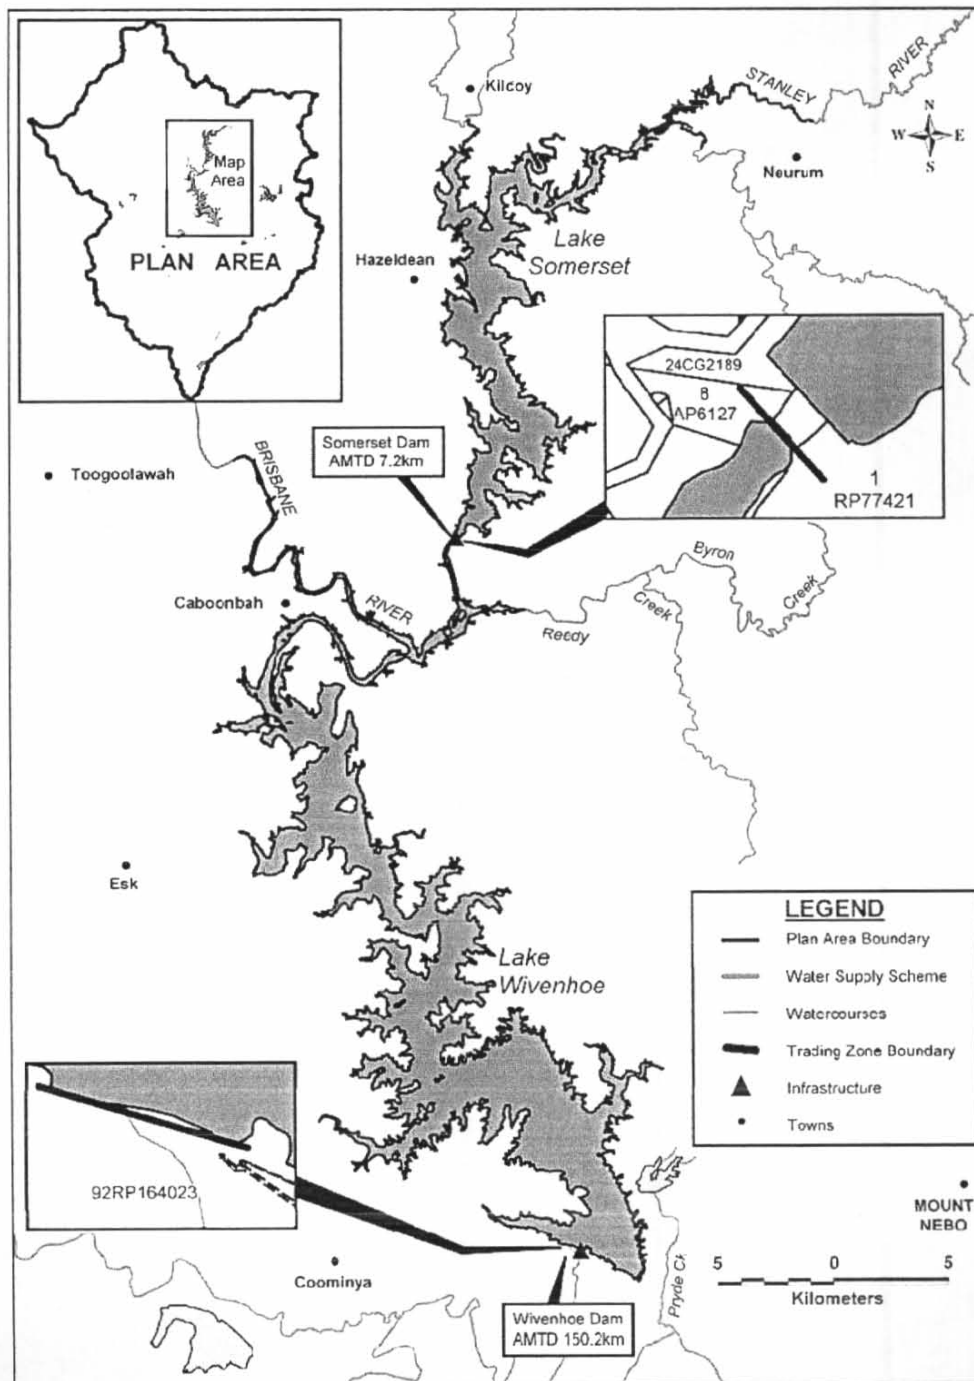 Kilcoy
STANLEY
RIVER
N
W
E
S
Neurum
Map
Area
PLAN AREA
Lake
Somerset
Hazeldean
24CG2189
8
AP6127
1
RP77421
Somerset Dam
AMTD 7.2km
Toogoolawah
BRISBANE
RIVER
Caboonbah
Byron
Creek
Creek
Reedy
Esk
Lake
Wivenhoe
LEGEND
Plan Area Boundary
Water Supply Scheme
Watercourses
Trading Zone Boundary
Infrastructure
Towns
92RP164023
MOUNT
NEBO
Coominya
Pryde Ck
5 0 5
Kilometers
Wivenhoe Dam
AMTD 150.2km